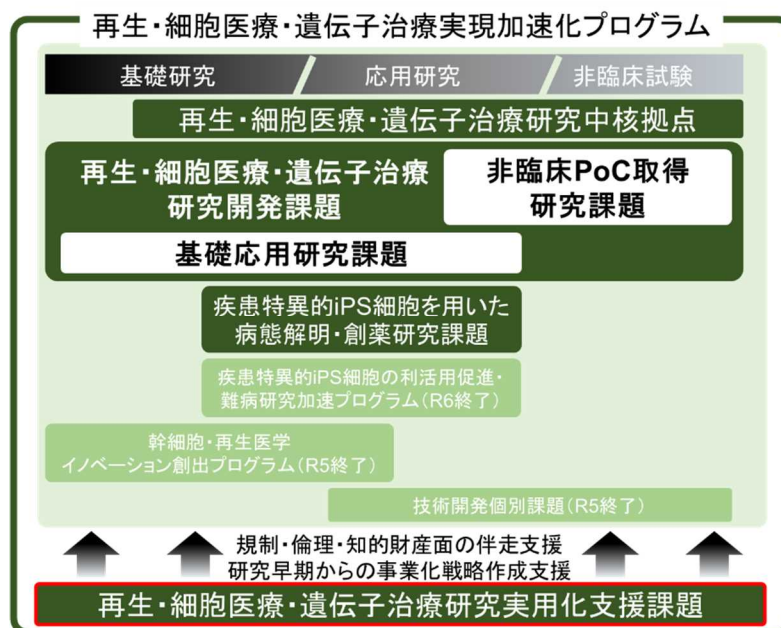 再生・細胞医療・遺伝子治療実現加速化プログラム
基礎研究
応用研究
非臨床試験
再生・細胞医療・遺伝子治療研究中核拠点
再生・細胞医療・遺伝子治療
研究開発課題
非臨床PoC取得
研究課題
基礎応用研究課題
疾患特異的iPS細胞を用いた
病態解明・創薬研究課題
疾患特異的iPS細胞の利活用促進・
難病研究加速プログラム(R6終了)
幹細胞・再生医学
イノベーション創出プログラム(R5終了)
技術開発個別課題(R5終了)
規制・倫理・知的財産面の伴走支援
研究早期からの事業化戦略作成支援
再生・細胞医療・遺伝子治療研究実用化支援課題